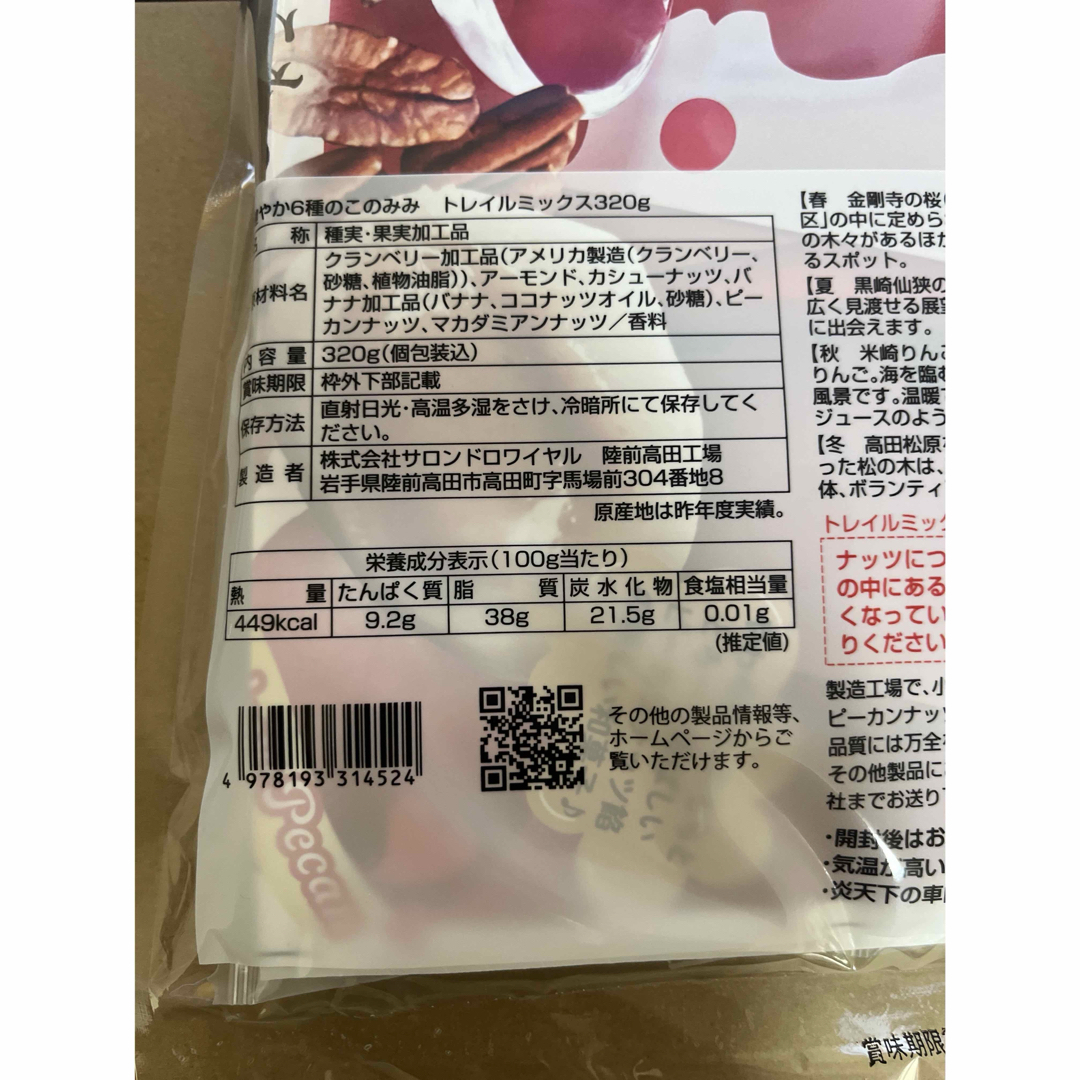 やか6種のこのみみ　トレイルミックス320g
称　種実・果実加工品
材料名
クランベリー加工品(アメリカ製造(クランベリー、
砂糖、植物油脂))、アーモンド、カシューナッツ、バ
ナナ加工品(バナナ、ココナッツオイル、砂糖)、ピー
カンナッツ、マカダミアンナッツ／香料
内容量　320g(個包装込)
賞味期限　枠外下部記載
保存方法
直射日光・高温多湿をさけ、冷暗所にて保存してく
ださい。
製造者
株式会社サロンドロワイヤル　陸前高田工場
岩手県陸前高田市高田町字馬場前304番地8
原産地は昨年度実績。
栄養成分表示(100g当たり)
熱量　たんぱく質　脂質　炭水化物　食塩相当量
449kcal　9.2g　38g　21.5g　0.01g
(推定値)
4 978193 314524
その他の製品情報等、
ホームページからご
覧いただけます。
【春　金剛寺の桜
区」の中に定めら
の木々があるほか
るスポット。
【夏　黒崎仙狭の
広く見渡せる展望
に出会えます。
【秋　米崎りんご
りんご。海を臨む
風景です。温暖
ジュースのよう
【冬　高田松原
った松の木は、
体、ボランティ
トレイルミック
ナッツにつ
の中にある
くなってい
りください
製造工場で、小
ピーカンナッツ
品質には万全
その他製品に
社までお送り
・開封後はお
・気温が高い
・炎天下の車
Pecan
賞味期限